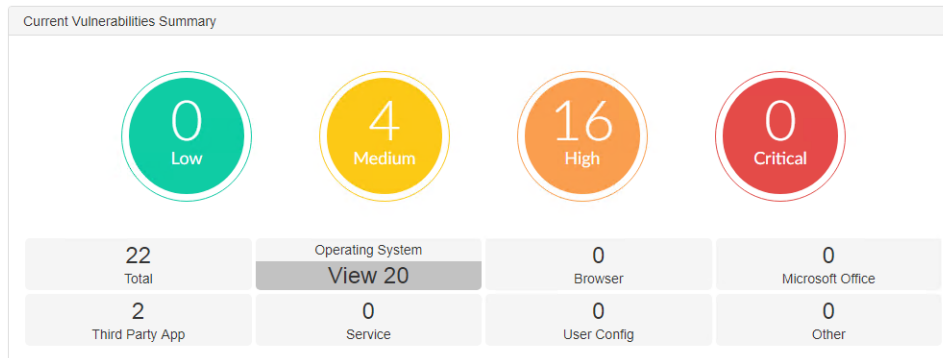 Current Vulnerabilities Summary
0 4 16 0
Low Medium High Critical
22 Operating System 0 0
Total View 20 Browser Microsoft Office
2 0 0 0
Third Party App Service User Config Other